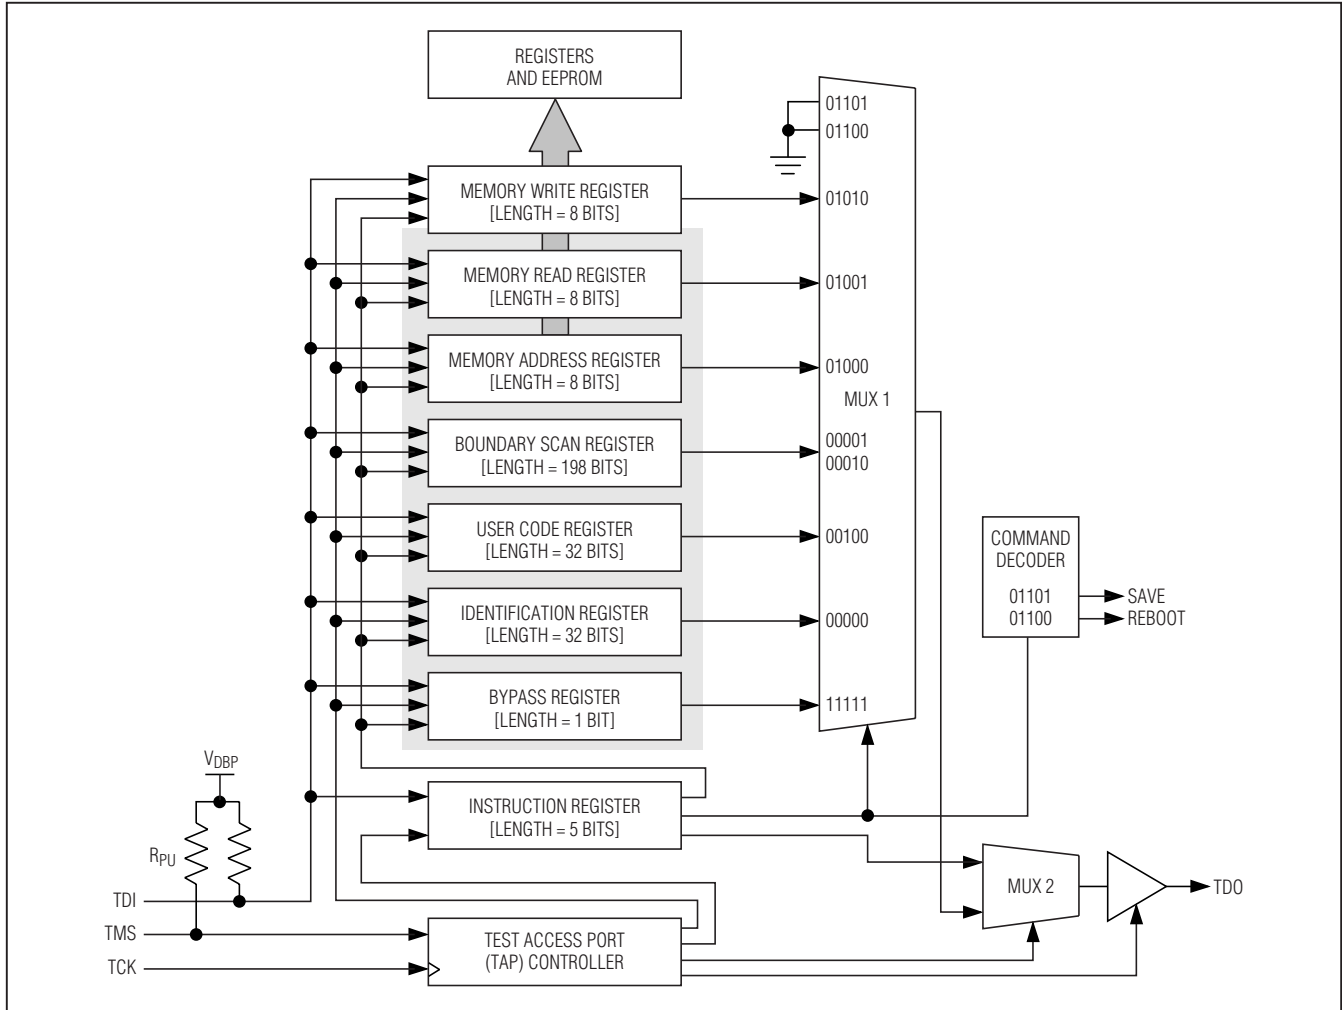 REGISTERS
AND EEPROM
01101
01100
MEMORY WRITE REGISTER
[LENGTH = 8 BITS]
01010
MEMORY READ REGISTER
[LENGTH = 8 BITS]
01001
MEMORY ADDRESS REGISTER
[LENGTH = 8 BITS]
01000
MUX 1
BOUNDARY SCAN REGISTER
[LENGTH = 198 BITS]
00001
00010
USER CODE REGISTER
[LENGTH = 32 BITS]
00100
COMMAND
DECODER
01101
01100
SAVE
REBOOT
IDENTIFICATION REGISTER
[LENGTH = 32 BITS]
00000
BYPASS REGISTER
[LENGTH = 1 BIT]
11111
VDBP
RPU
INSTRUCTION REGISTER
[LENGTH = 5 BITS]
MUX 2
TDO
TDI
TMS
TCK
TEST ACCESS PORT
(TAP) CONTROLLER